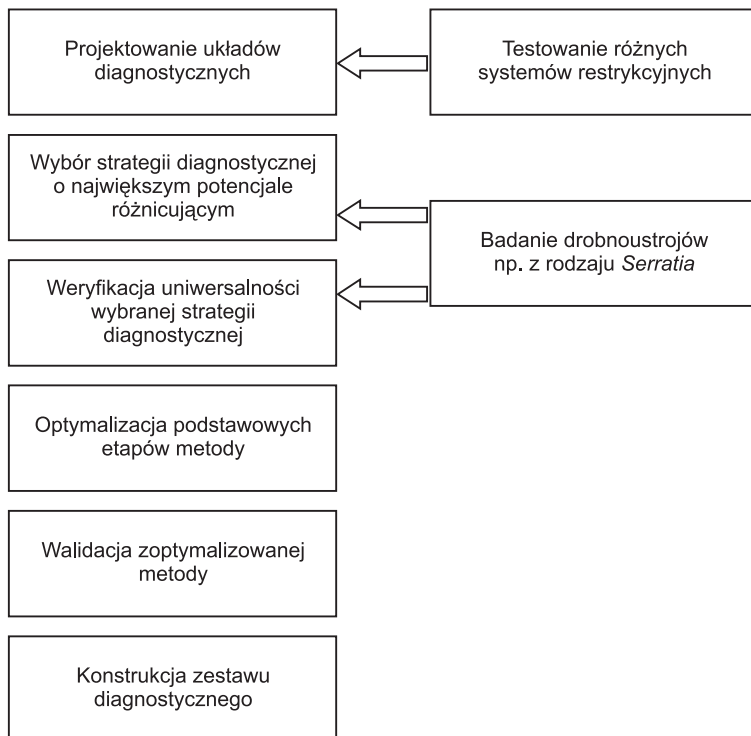 Projektowanie układów
diagnostycznych
Testowanie różnych
systemów restrykcyjnych
Wybór strategii diagnostycznej
o największym potencjale
różnicującym
Badanie drobnoustrojów
np. z rodzaju Serratia
Weryfikacja uniwersalności
wybranej strategii
diagnostycznej
Optymalizacja podstawowych
etapów metody
Walidacja zoptymalizowanej
metody
Konstrukcja zestawu
diagnostycznego